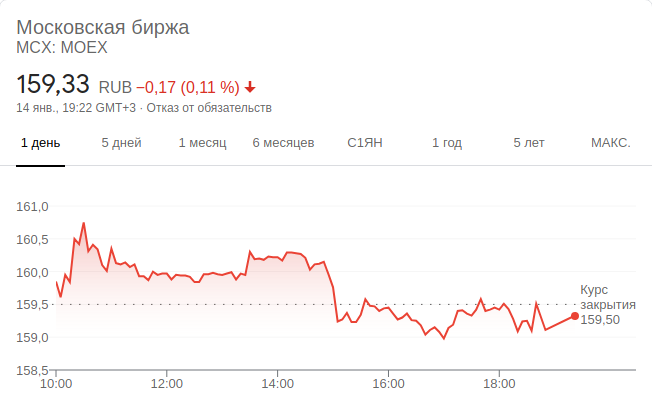 Московская биржа
MCX: MOEX
159,33 RUB −0,17 (0,11 %)
14 янв., 19:22 GMT+3 · Отказ от обязательств
1 день 5 дней 1 месяц 6 месяцев С1ЯН 1 год 5 лет МАКС.
161,0
160,5
160,0
159,5
159,0
158,5
Курс
закрытия
159,50
10:00 12:00 14:00 16:00 18:00